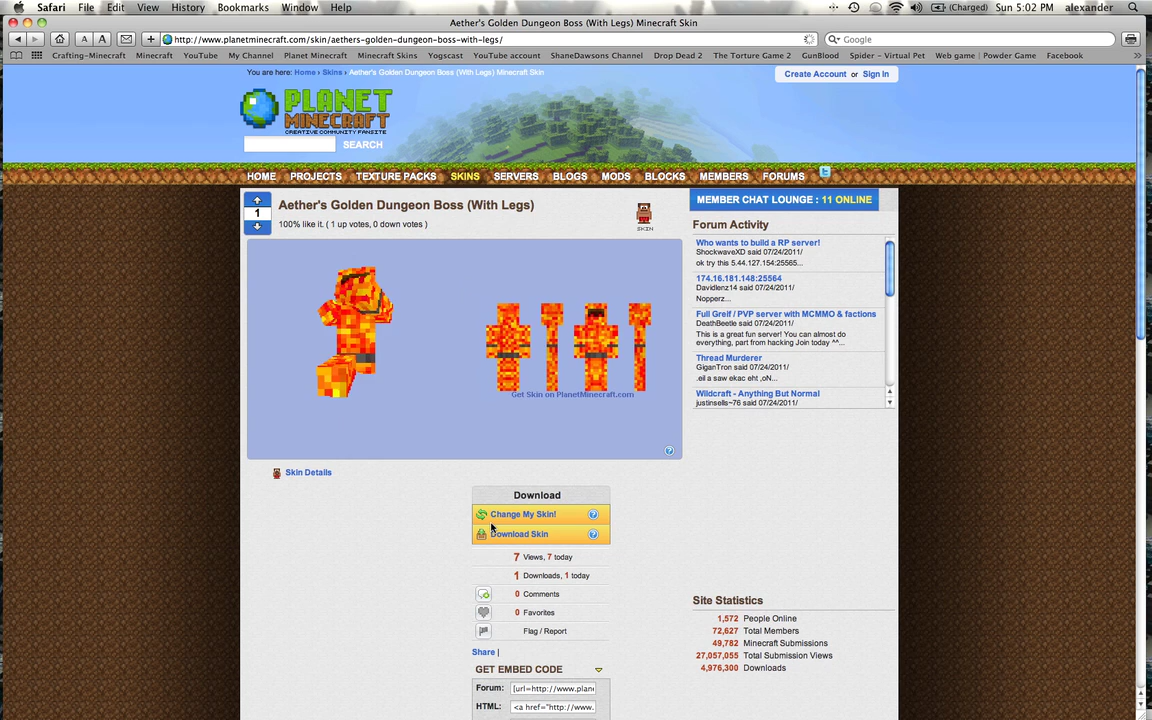 Safari File Edit View History Bookmarks Window Help (Charged) Sun 5:02 PM alexander
Aether's Golden Dungeon Boss (With Legs) Minecraft Skin
A A http://www.planetminecraft.com/skin/aethers-golden-dungeon-boss-with-legs/ Google
Crafting-Minecraft Minecraft YouTube My Channel Planet Minecraft Minecraft Skins Yogscast ShaneDawsons Channel Drop Dead 2 The Torture Game 2 GunBlood Spider – Virtual Pet Web game | Powder Game Facebook
You are here: Home › Skins › Aether's Golden Dungeon Boss (With Legs) Minecraft Skin
Create Account or Sign In
PLANET
MINECRAFT
CREATIVE COMMUNITY FANSITE
SEARCH
HOME PROJECTS TEXTURE PACKS SKINS SERVERS BLOGS MODS BLOCKS MEMBERS FORUMS
1
Aether's Golden Dungeon Boss (With Legs)
100% like it. ( 1 up votes, 0 down votes )
SKIN
Get Skin on PlanetMinecraft.com
?
Skin Details
Download
Change My Skin! ?
Download Skin ?
7 Views, 7 today
1 Downloads, 1 today
0 Comments
0 Favorites
Flag / Report
Share |
GET EMBED CODE
Forum: [url=http://www.plane
HTML: <a href="http://www.
MEMBER CHAT LOUNGE : 11 ONLINE
Forum Activity
Who wants to build a RP server!
ShockwaveXD said 07/24/2011/
ok try this 5.44.127.154:25565...
174.16.181.148:25564
Davidlenz14 said 07/24/2011/
Nopperz...
Full Greif / PVP server with MCMMO & factions
DeathBeetle said 07/24/2011/
This is a great fun server! You can almost do
everything, part from hacking Join today ^^...
Thread Murderer
GiganTron said 07/24/2011/
.eil a saw ekac eht ,oN...
Wildcraft - Anything But Normal
justinsells~76 said 07/24/2011/
Site Statistics
1,572 People Online
72,627 Total Members
49,782 Minecraft Submissions
27,057,055 Total Submission Views
4,976,300 Downloads